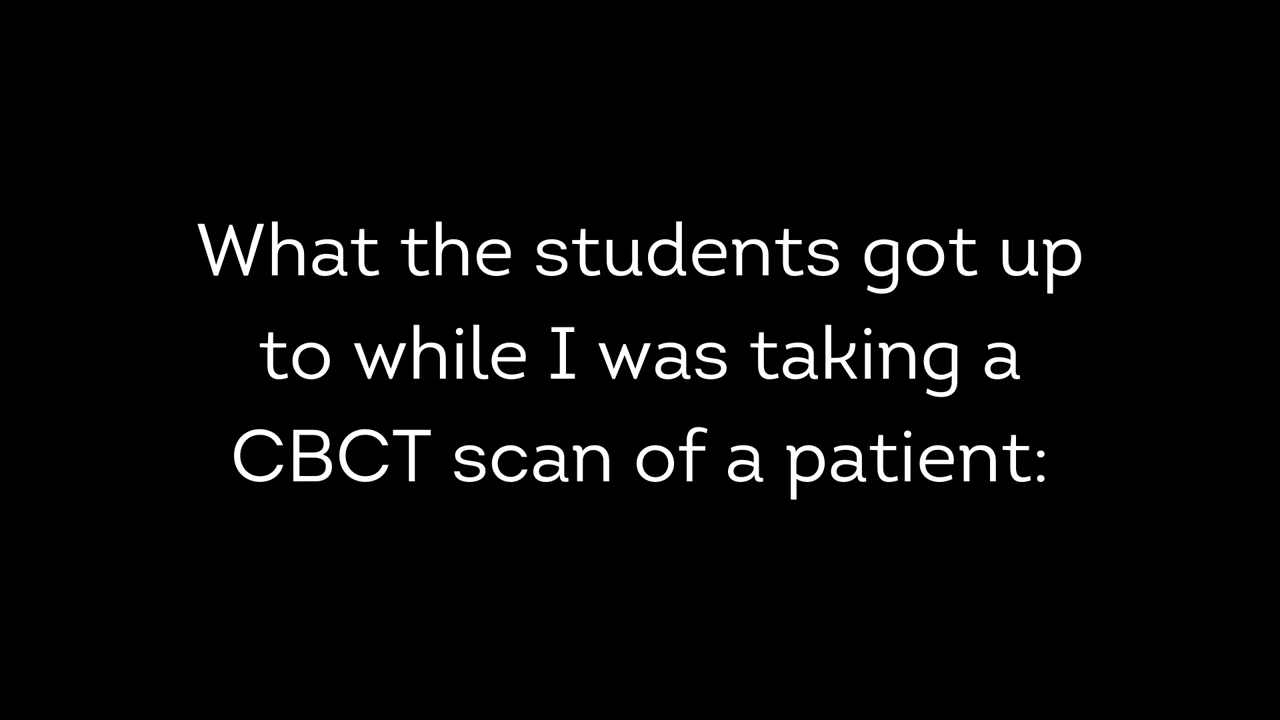 What the students got up
to while I was taking a
CBCT scan of a patient: